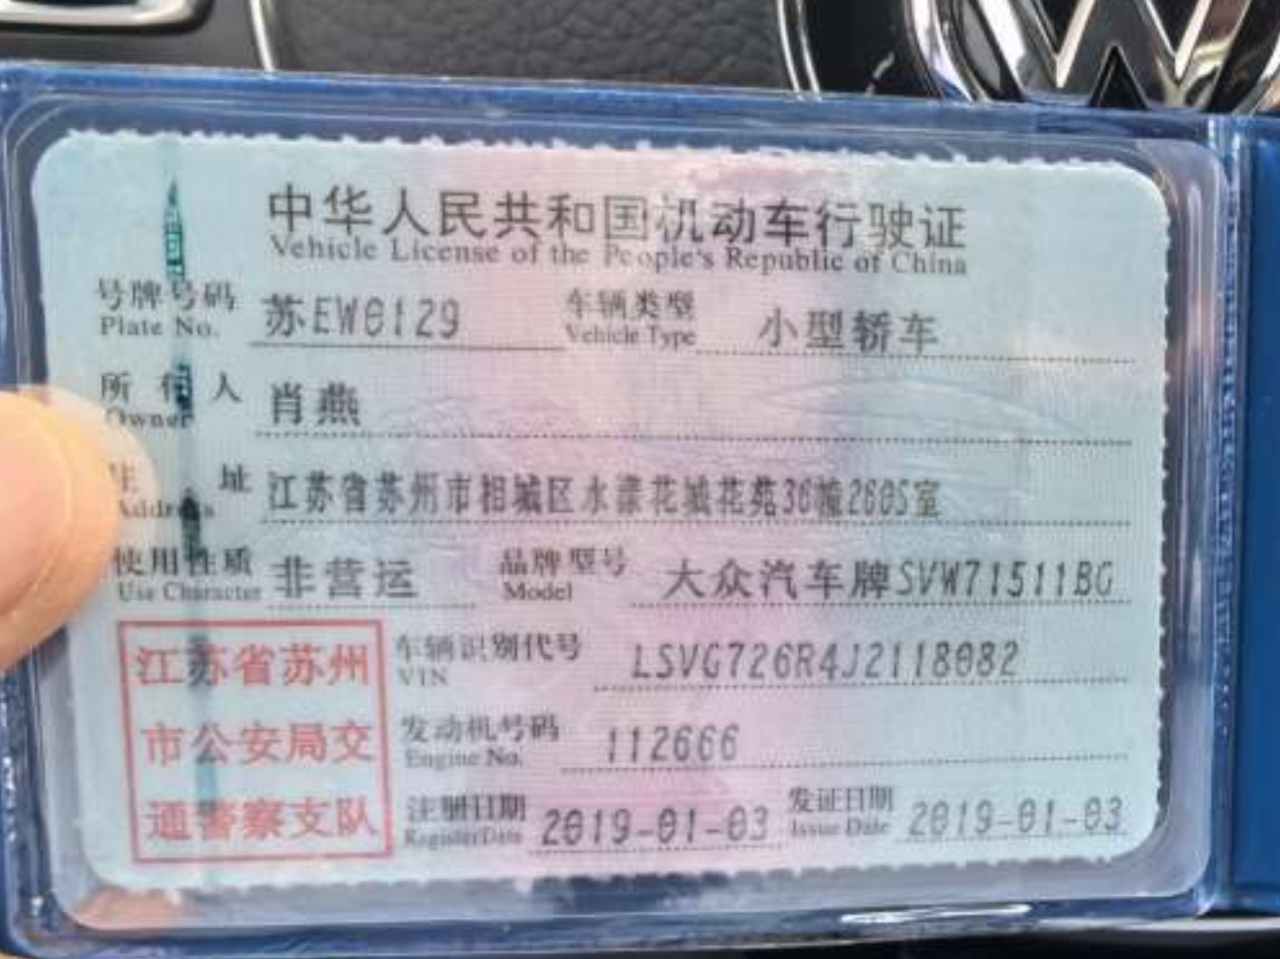 中华人民共和国机动车行驶证
Vehicle License of the People's Republic of China
号牌号码 苏EW0129 车辆类型 小型轿车
Plate No. Vehicle Type
所有人 肖燕
Owner
住址 江苏省苏州市相城区水漾花城花苑36幢2605室
Address
使用性质 非营运 品牌型号 大众汽车牌SVW71511BG
Use Character Model
江苏省苏州 车辆识别代号 LSVG726R4J2118082
VIN
市公安局交 发动机号码 112666
Engine No.
通警察支队 注册日期 2019-01-03 发证日期 2019-01-03
Register Date Issue Date